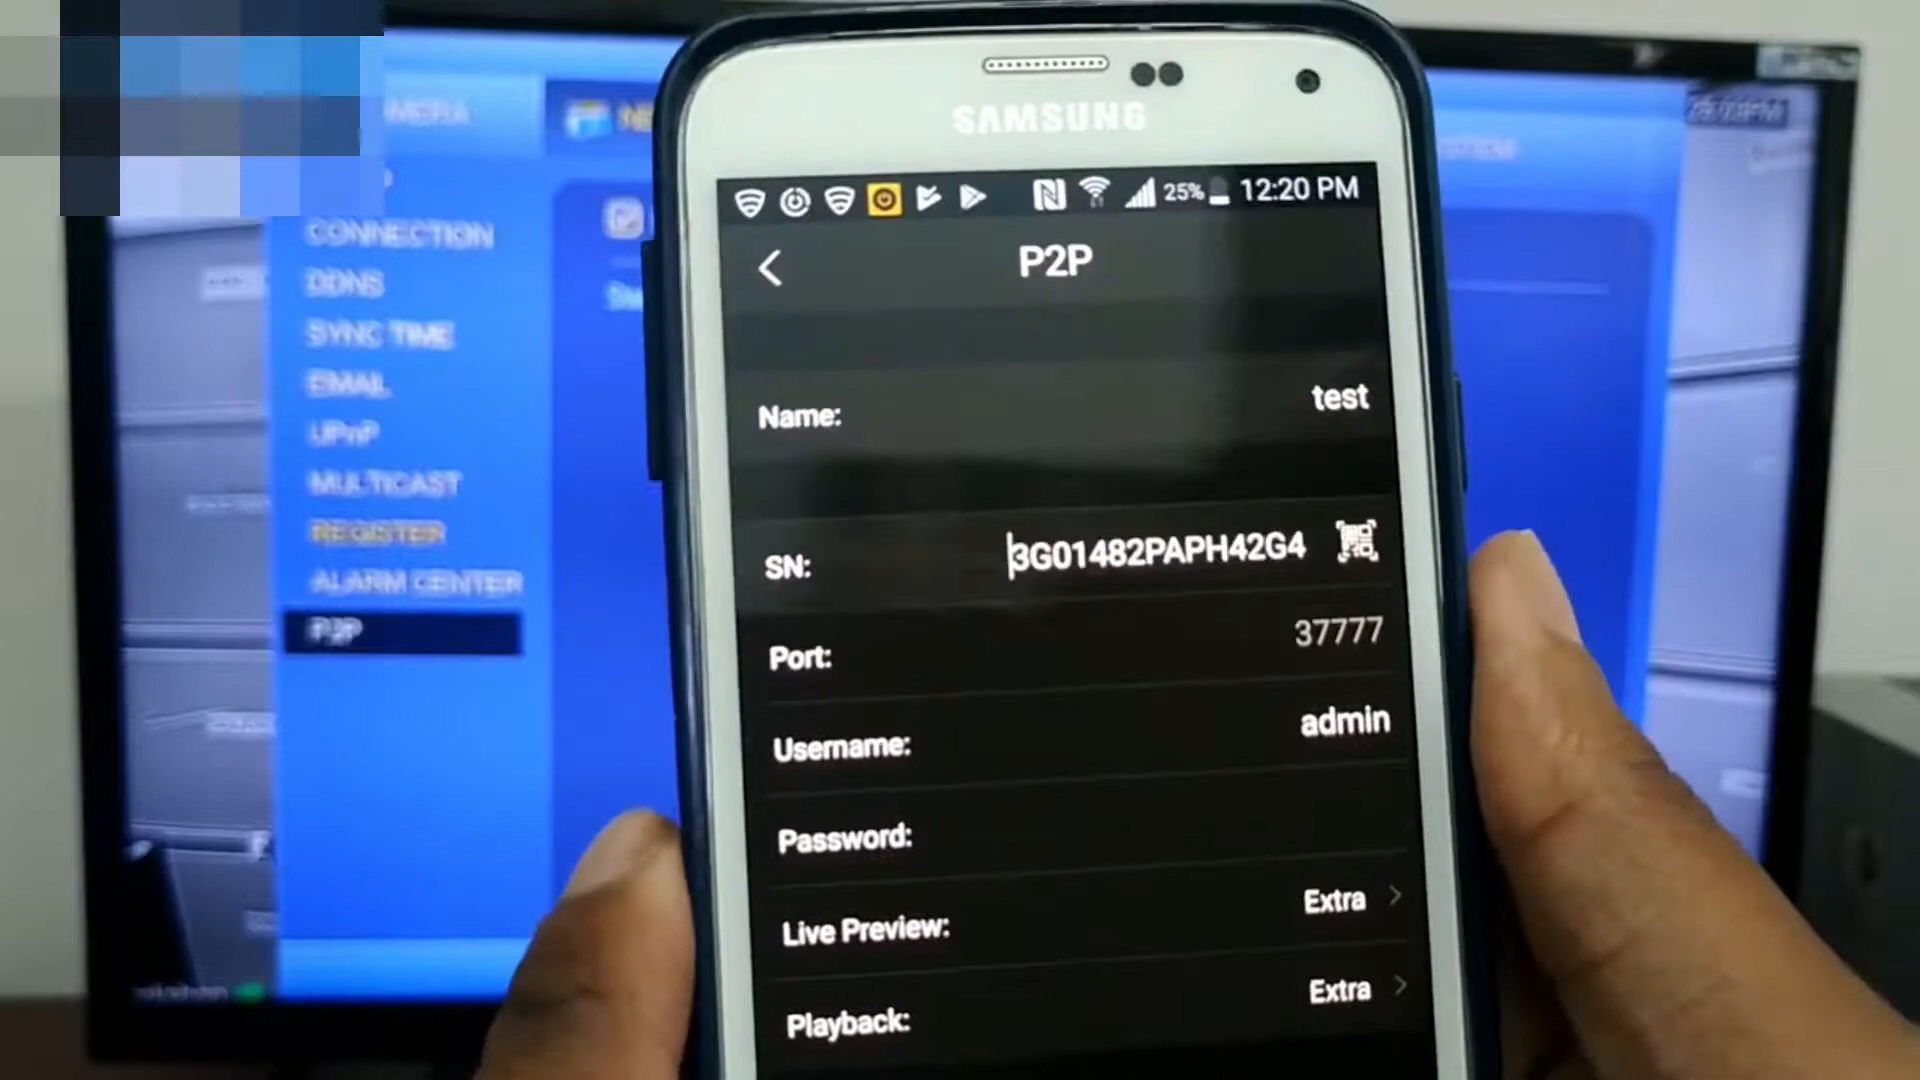 SAMSUNG
25% 12:20 PM
P2P
Name: test
SN: 3G01482PAPH42G4
Port: 37777
Username: admin
Password:
Live Preview: Extra
Playback: Extra
CONNECTION
DDNS
SYNC TIME
EMAIL
UPnP
MULTICAST
REGISTER
ALARM CENTER
P2P